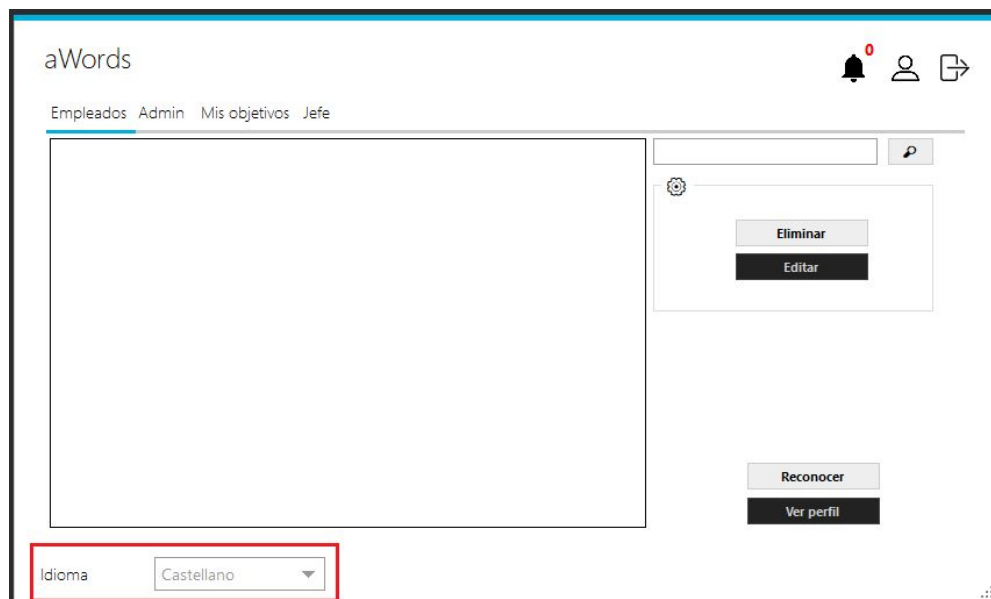 aWords
0
Empleados Admin Mis objetivos Jefe
Eliminar
Editar
Reconocer
Ver perfil
Idioma Castellano